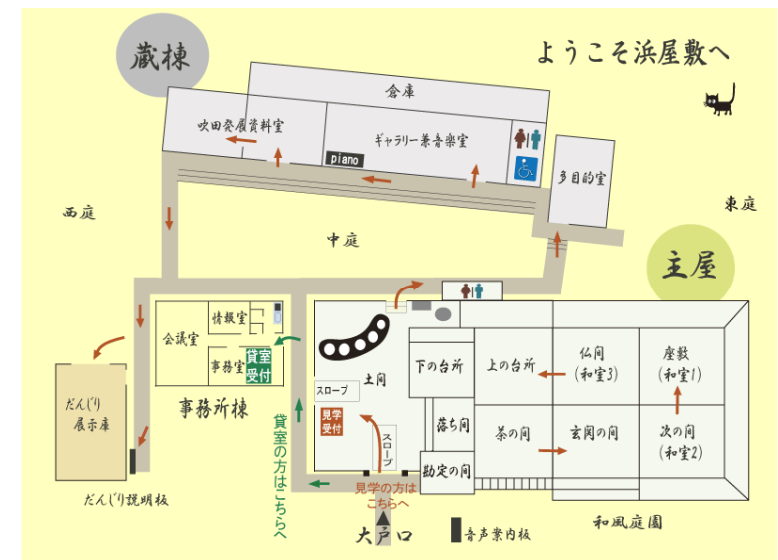 ようこそ浜屋敷へ
蔵棟
倉庫
吹田発展資料室
ギャラリー兼音楽室
piano
多目的室
東庭
西庭
中庭
主屋
会議室
情報室
事務室
貸室
受付
事務所棟
だんじり
展示庫
だんじり説明板
貸室の方はこちらへ
土間
スロープ
見学
受付
スロープ
見学の方は
こちらへ
大戸口
下の台所
落ち間
勘定の間
上の台所
仏間
(和室3)
座敷
(和室1)
茶の間
玄関の間
次の間
(和室2)
和風庭園
音声案内板